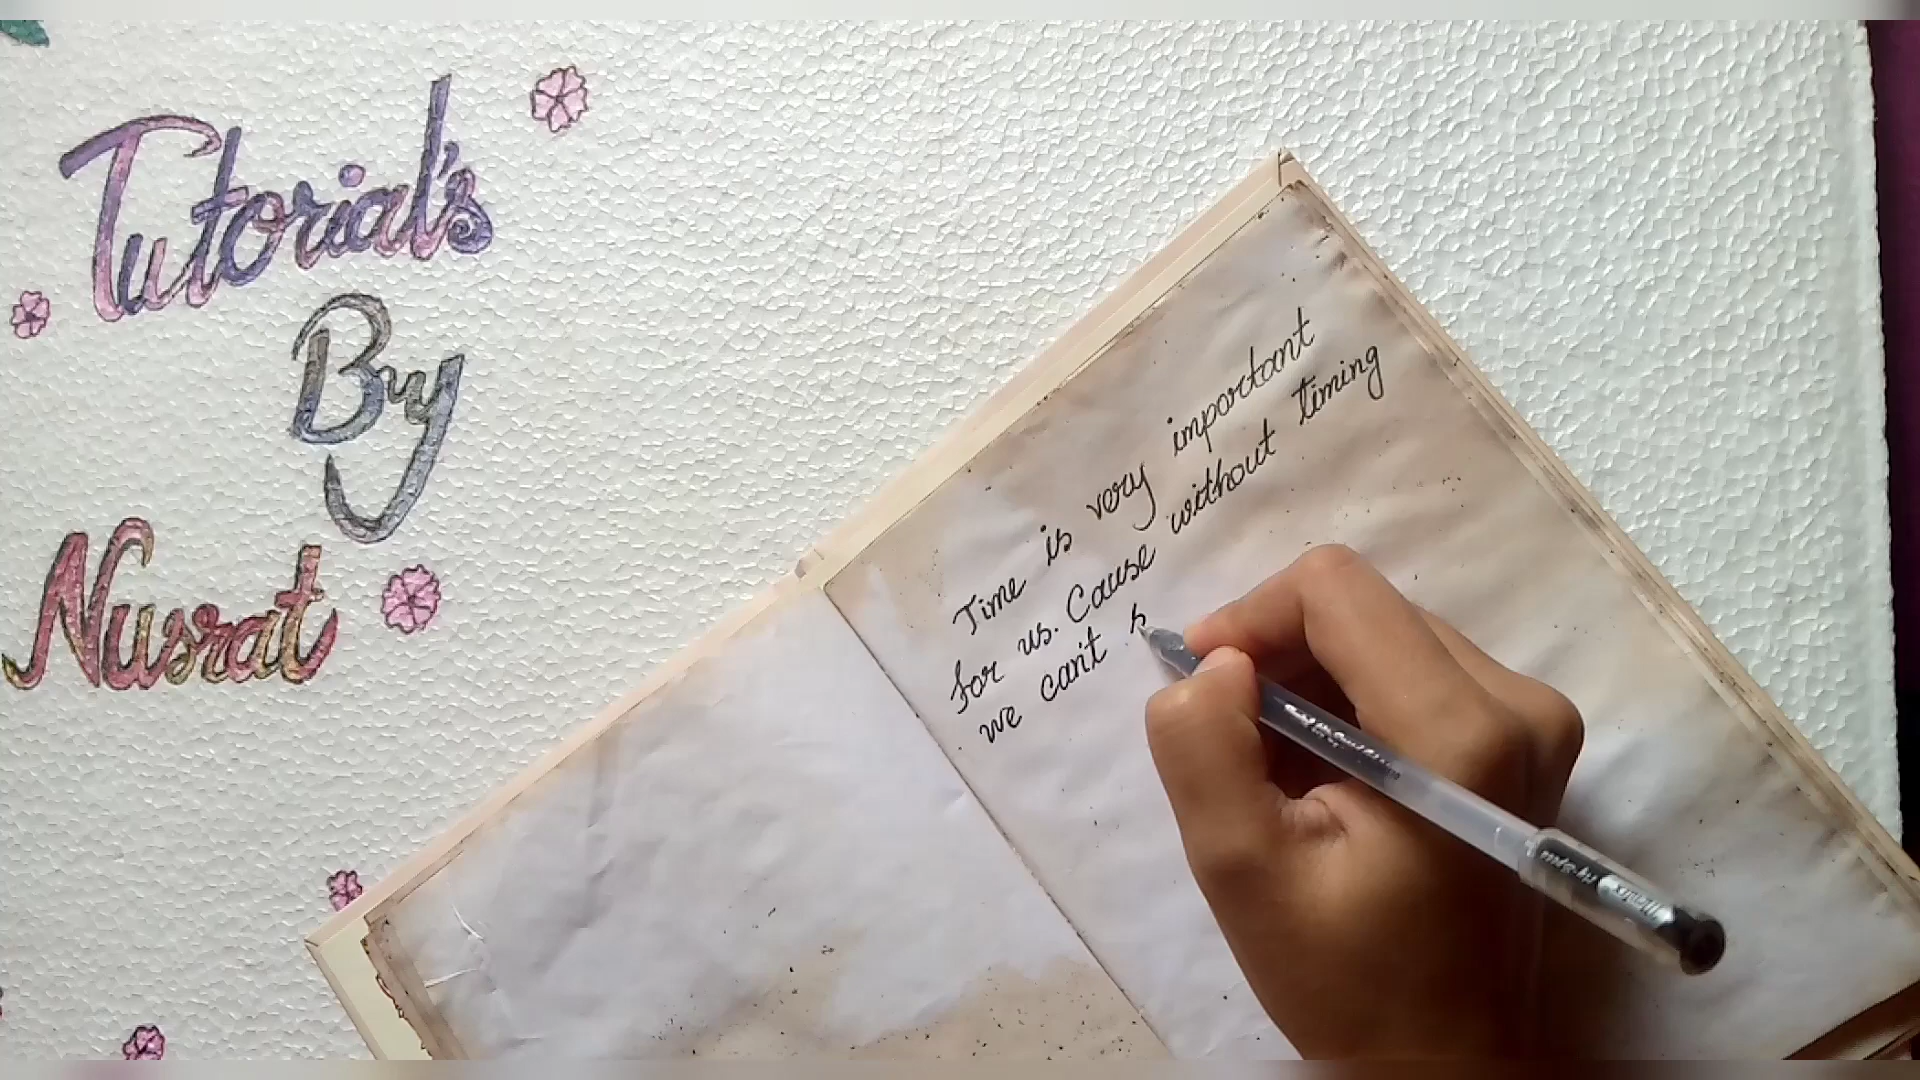 Tutorial's
By
Nusrat
Time is very important
for us. Cause without timing
we can't s